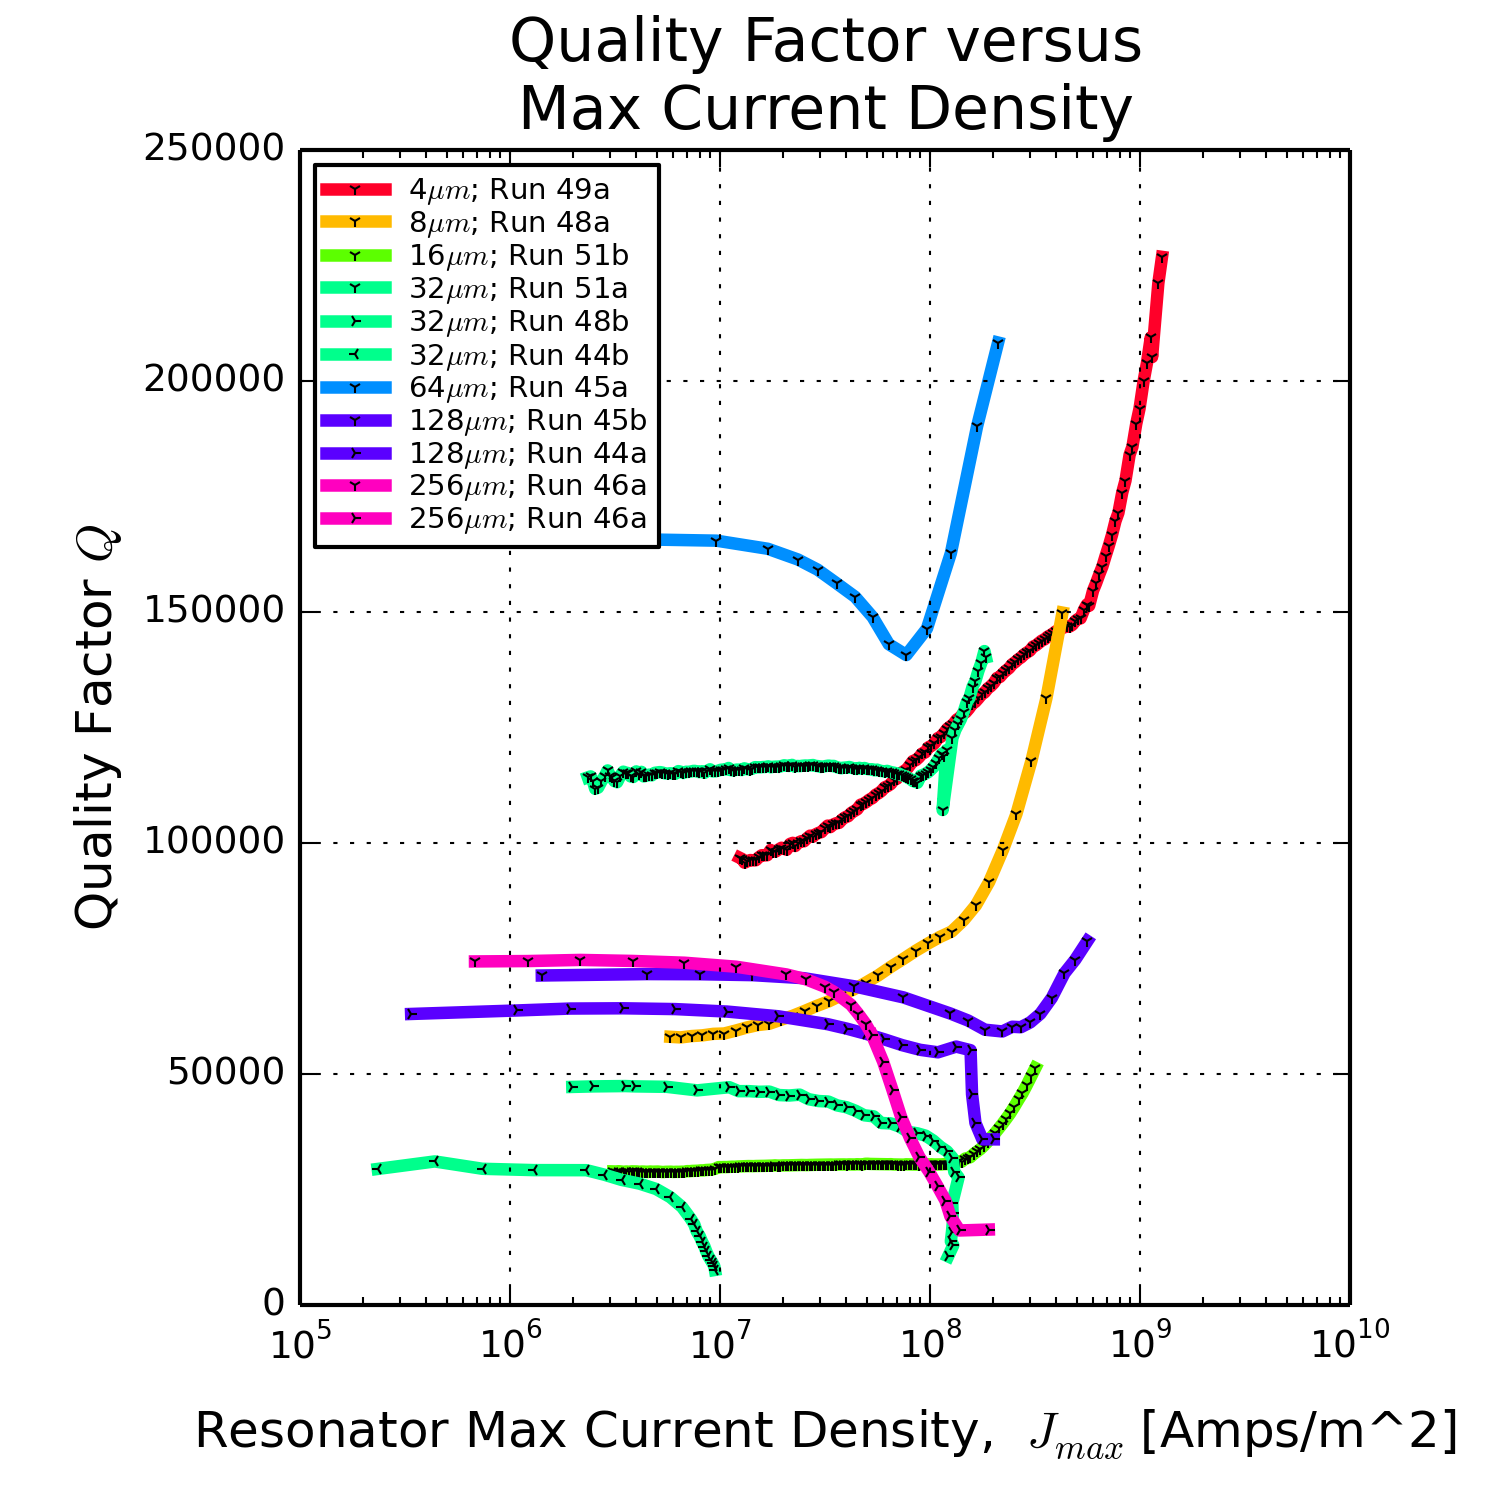 Quality Factor versus
Max Current Density
250000
200000
150000
100000
50000
0
Quality Factor Q
4μm; Run 49a
8μm; Run 48a
16μm; Run 51b
32μm; Run 51a
32μm; Run 48b
32μm; Run 44b
64μm; Run 45a
128μm; Run 45b
128μm; Run 44a
256μm; Run 46a
256μm; Run 46a
10^5 10^6 10^7 10^8 10^9 10^10
Resonator Max Current Density, J_max [Amps/m^2]